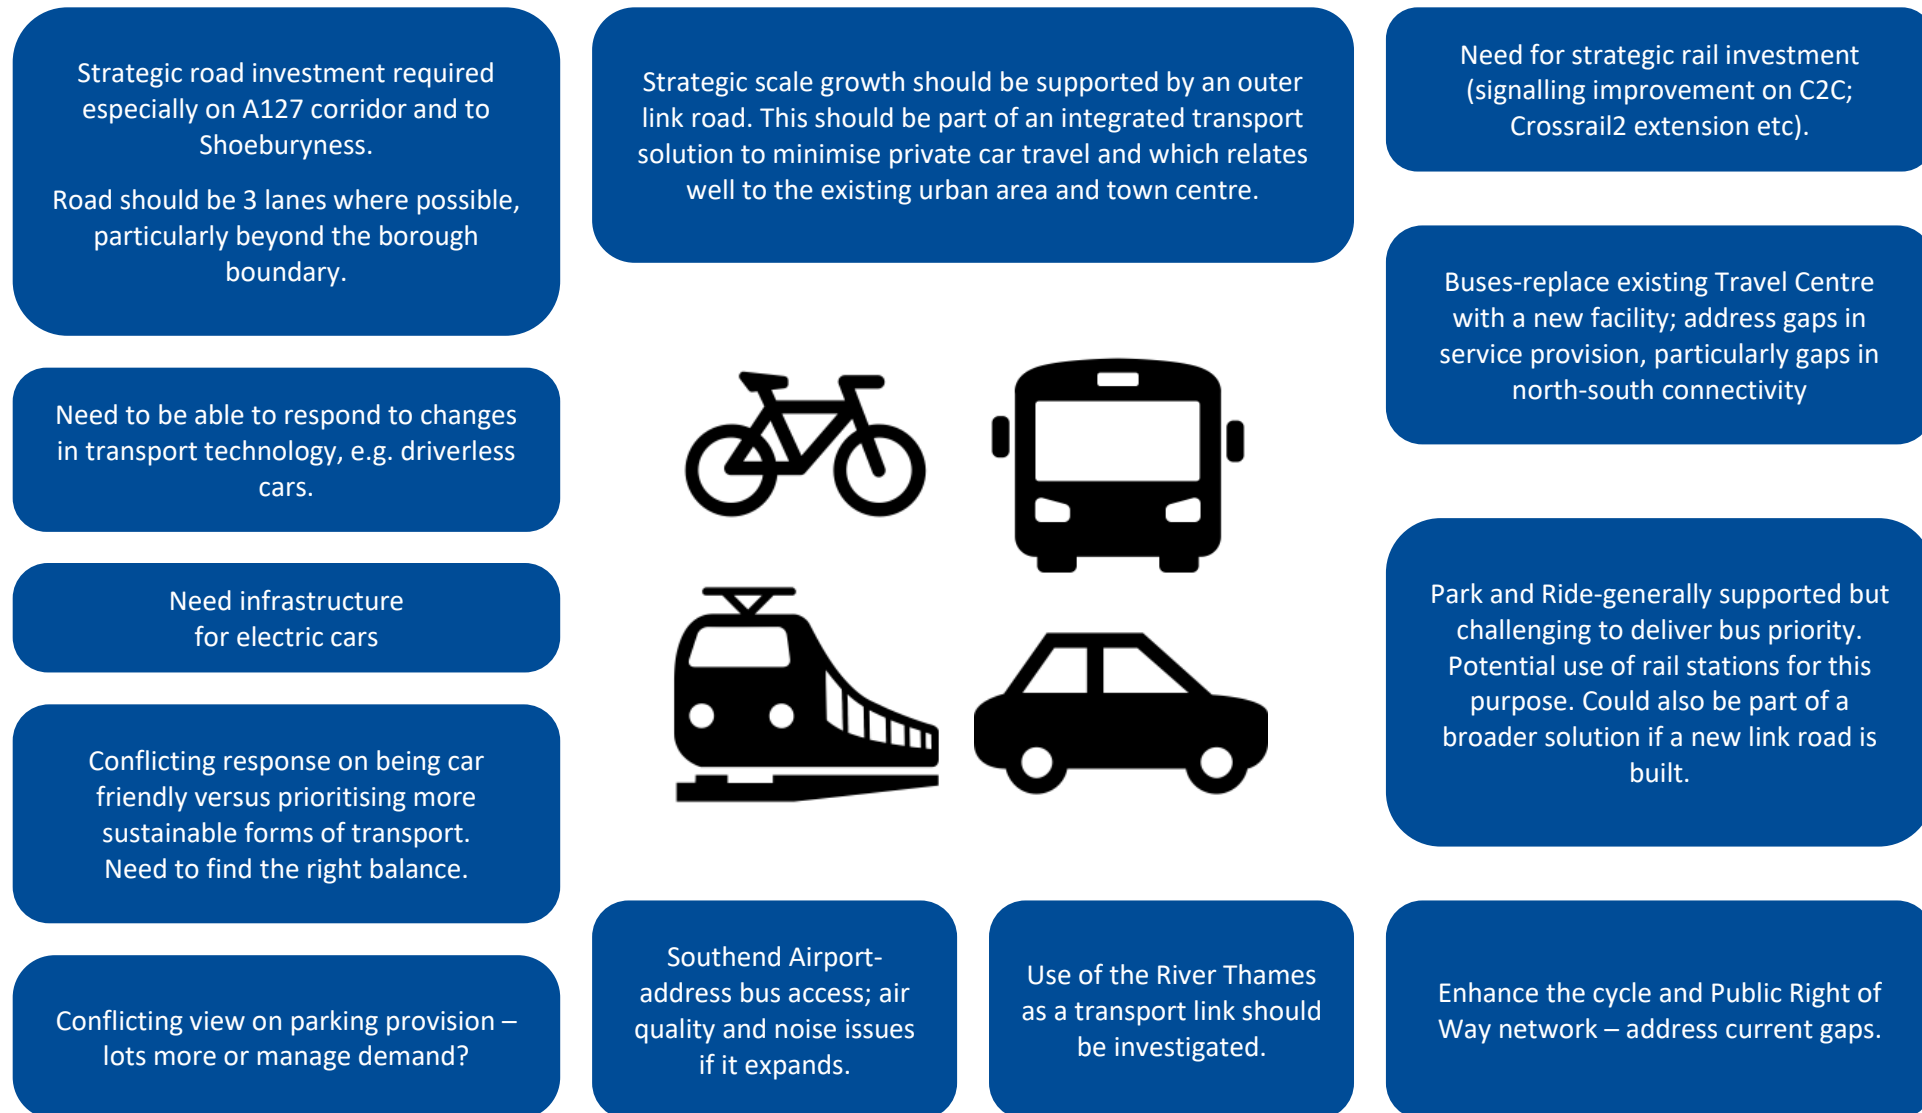 Strategic road investment required
especially on A127 corridor and to
Shoeburyness.
Road should be 3 lanes where possible,
particularly beyond the borough
boundary.
Strategic scale growth should be supported by an outer
link road. This should be part of an integrated transport
solution to minimise private car travel and which relates
well to the existing urban area and town centre.
Need for strategic rail investment
(signalling improvement on C2C;
Crossrail2 extension etc).
Buses-replace existing Travel Centre
with a new facility; address gaps in
service provision, particularly gaps in
north-south connectivity
Need to be able to respond to changes
in transport technology, e.g. driverless
cars.
Need infrastructure
for electric cars
Park and Ride-generally supported but
challenging to deliver bus priority.
Potential use of rail stations for this
purpose. Could also be part of a
broader solution if a new link road is
built.
Conflicting response on being car
friendly versus prioritising more
sustainable forms of transport.
Need to find the right balance.
Conflicting view on parking provision –
lots more or manage demand?
Southend Airport-
address bus access; air
quality and noise issues
if it expands.
Use of the River Thames
as a transport link should
be investigated.
Enhance the cycle and Public Right of
Way network – address current gaps.